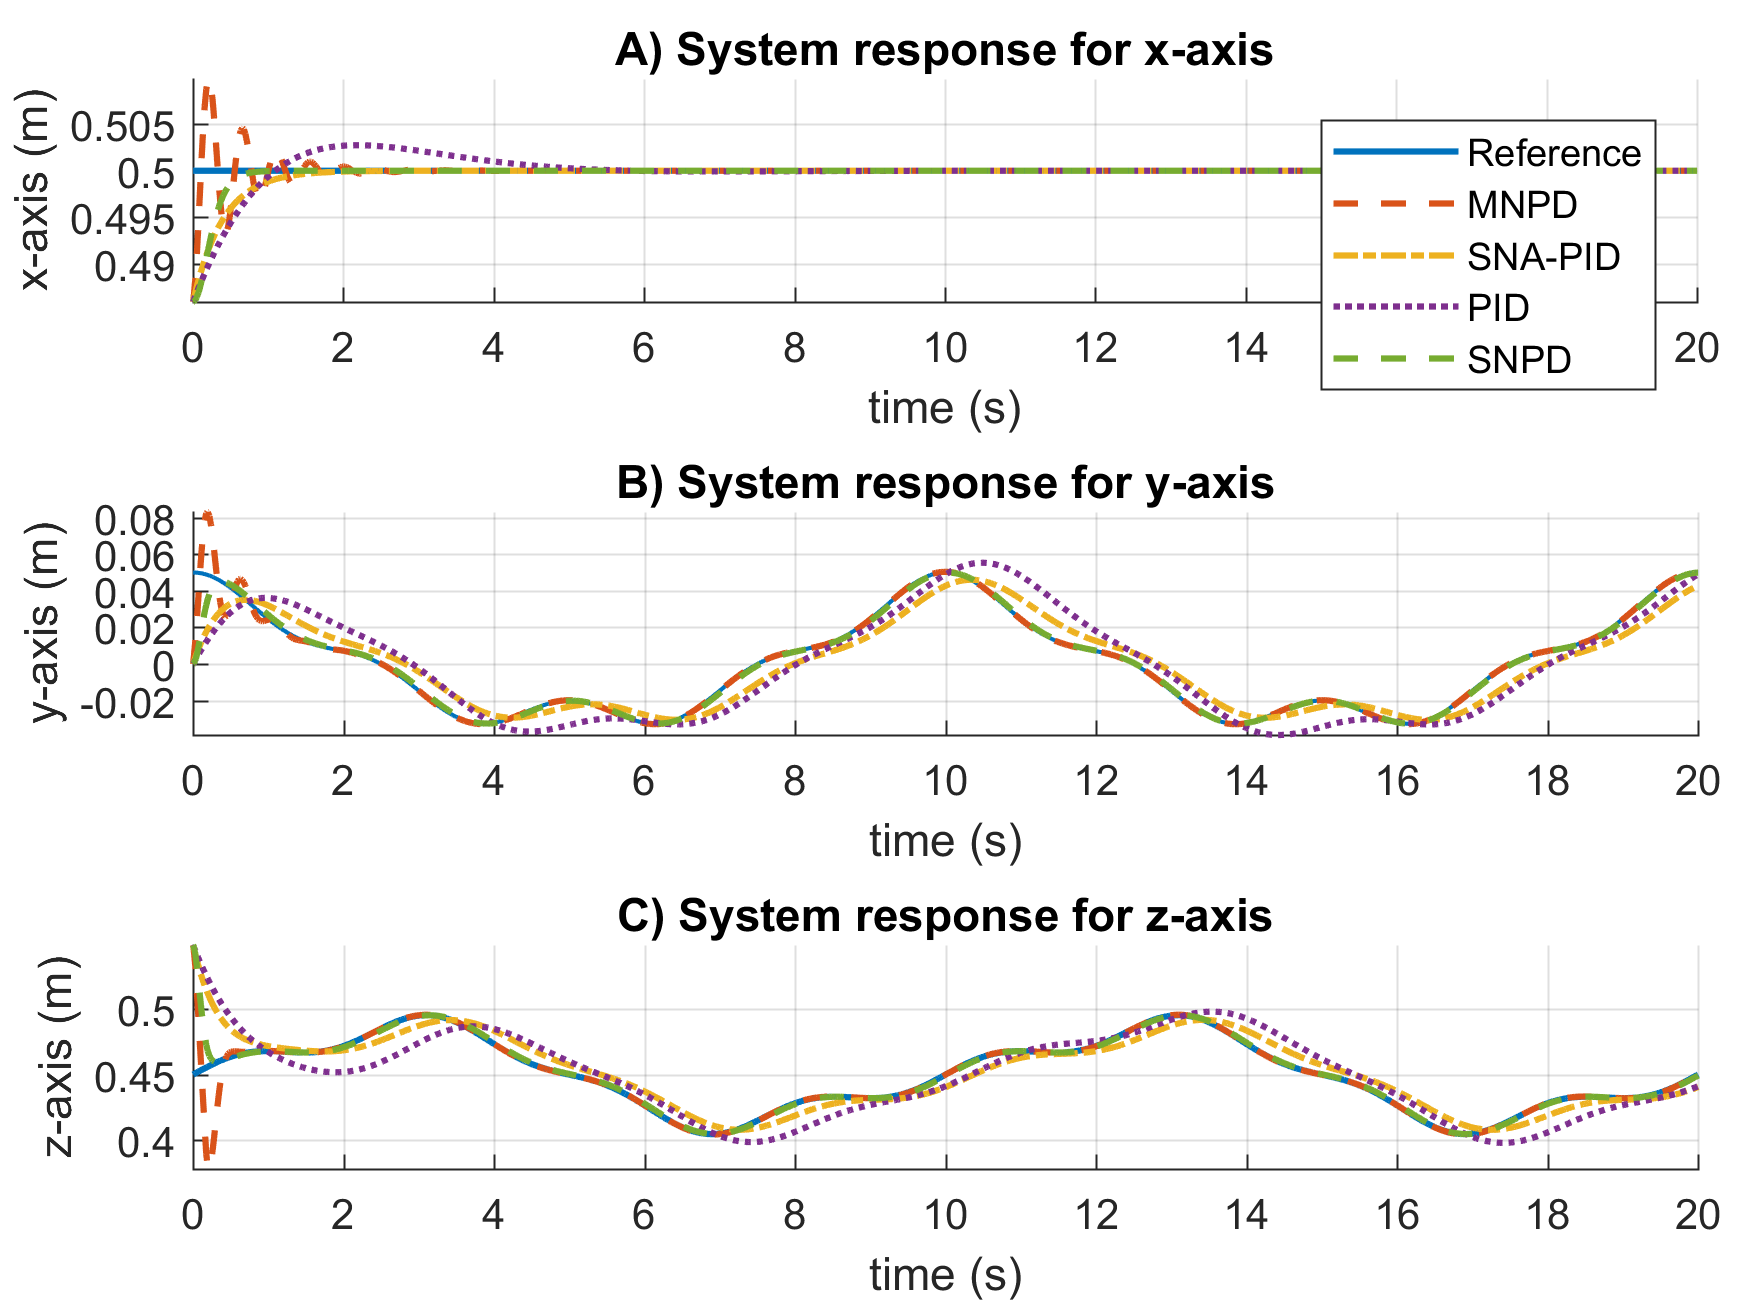 A) System response for x-axis
x-axis (m)
0.505
0.5
0.495
0.49
0 2 4 6 8 10 12 14 20
time (s)
Reference
MNPD
SNA-PID
PID
SNPD
B) System response for y-axis
y-axis (m)
0.08
0.06
0.04
0.02
0
-0.02
0 2 4 6 8 10 12 14 16 18 20
time (s)
C) System response for z-axis
z-axis (m)
0.5
0.45
0.4
0 2 4 6 8 10 12 14 16 18 20
time (s)